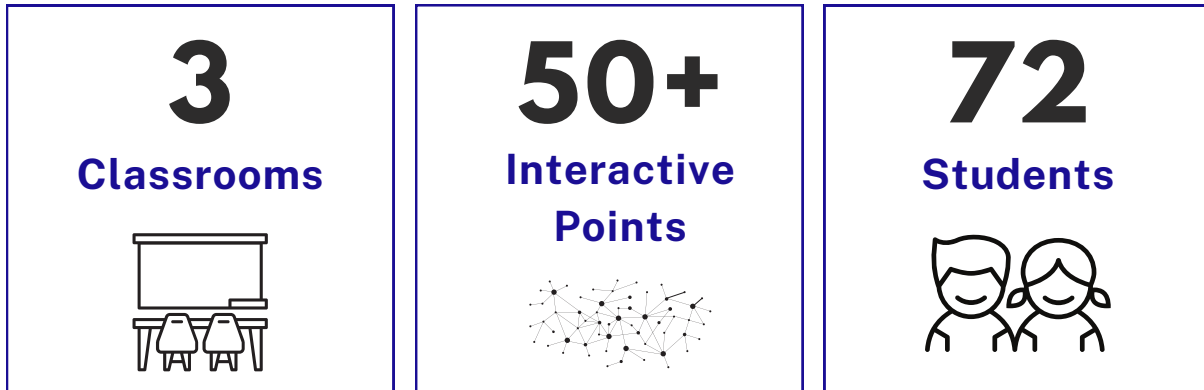 3
Classrooms
50+
Interactive
Points
72
Students